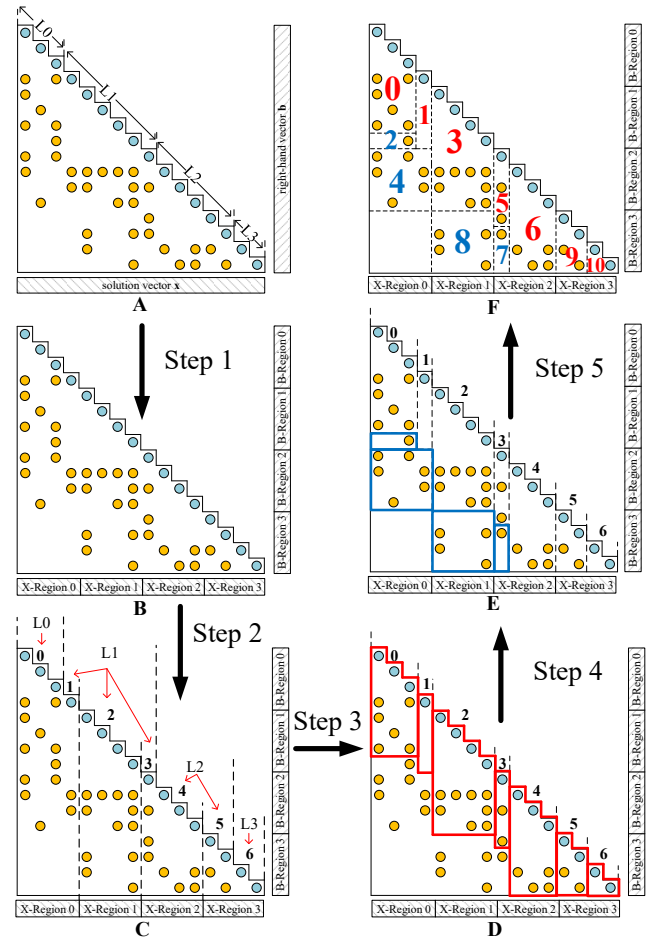 L0
L1
L2
L3
right-hand vector b
solution vector x
A
0
1
2
3
4
5
6
7
8
9
10
B-Region 0
B-Region 1
B-Region 2
B-Region 3
X-Region 0 X-Region 1 X-Region 2 X-Region 3
F
Step 1
Step 5
B-Region 0
B-Region 1
B-Region 2
B-Region 3
X-Region 0 X-Region 1 X-Region 2 X-Region 3
B
0
1
2
3
4
5
6
B-Region 0
B-Region 1
B-Region 2
B-Region 3
X-Region 0 X-Region 1 X-Region 2 X-Region 3
E
Step 2
Step 4
L0
L1
L2
L3
0
1
2
3
4
5
6
B-Region 0
B-Region 1
B-Region 2
B-Region 3
X-Region 0 X-Region 1 X-Region 2 X-Region 3
C
Step 3
0
1
2
3
4
5
6
B-Region 0
B-Region 1
B-Region 2
B-Region 3
X-Region 0 X-Region 1 X-Region 2 X-Region 3
D